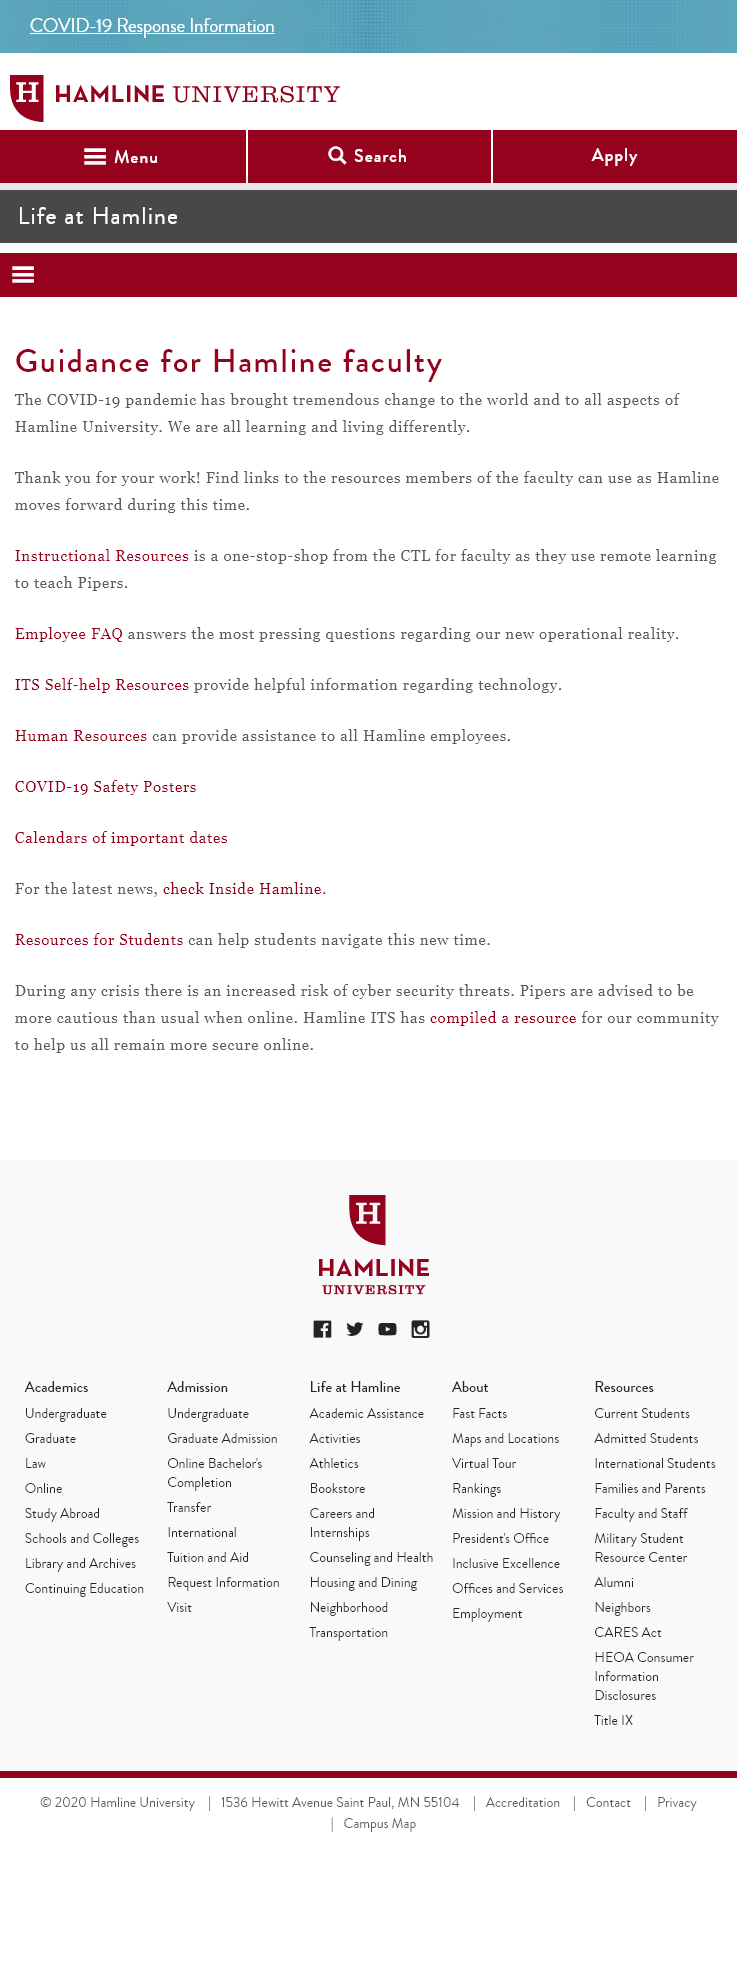 COVID-19 Response Information
H HAMLINE UNIVERSITY
Menu
Search
Apply
Life at Hamline
Guidance for Hamline faculty
The COVID-19 pandemic has brought tremendous change to the world and to all aspects of
Hamline University. We are all learning and living differently.
Thank you for your work! Find links to the resources members of the faculty can use as Hamline
moves forward during this time.
Instructional Resources is a one-stop-shop from the CTL for faculty as they use remote learning
to teach Pipers.
Employee FAQ answers the most pressing questions regarding our new operational reality.
ITS Self-help Resources provide helpful information regarding technology.
Human Resources can provide assistance to all Hamline employees.
COVID-19 Safety Posters
Calendars of important dates
For the latest news, check Inside Hamline.
Resources for Students can help students navigate this new time.
During any crisis there is an increased risk of cyber security threats. Pipers are advised to be
more cautious than usual when online. Hamline ITS has compiled a resource for our community
to help us all remain more secure online.
H
HAMLINE
UNIVERSITY
Academics
Undergraduate
Graduate
Law
Online
Study Abroad
Schools and Colleges
Library and Archives
Continuing Education
Admission
Undergraduate
Graduate Admission
Online Bachelor's
Completion
Transfer
International
Tuition and Aid
Request Information
Visit
Life at Hamline
Academic Assistance
Activities
Athletics
Bookstore
Careers and
Internships
Counseling and Health
Housing and Dining
Neighborhood
Transportation
About
Fast Facts
Maps and Locations
Virtual Tour
Rankings
Mission and History
President's Office
Inclusive Excellence
Offices and Services
Employment
Resources
Current Students
Admitted Students
International Students
Families and Parents
Faculty and Staff
Military Student
Resource Center
Alumni
Neighbors
CARES Act
HEOA Consumer
Information
Disclosures
Title IX
© 2020 Hamline University | 1536 Hewitt Avenue Saint Paul, MN 55104 | Accreditation | Contact | Privacy
| Campus Map